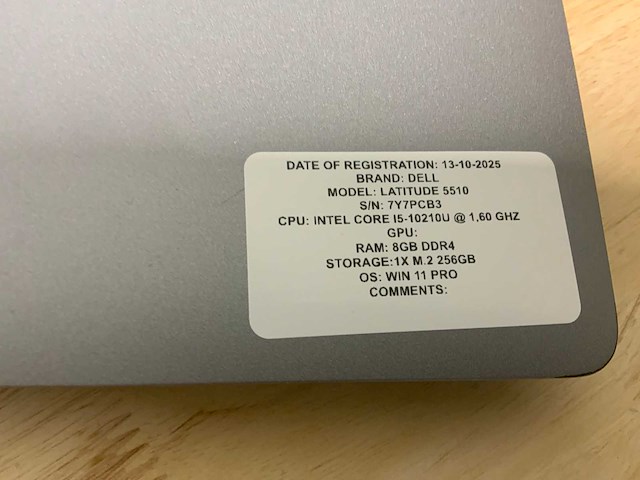 DATE OF REGISTRATION: 13-10-2025
BRAND: DELL
MODEL: LATITUDE 5510
S/N: 7Y7PCB3
CPU: INTEL CORE I5-10210U @ 1,60 GHZ
GPU:
RAM: 8GB DDR4
STORAGE:1X M.2 256GB
OS: WIN 11 PRO
COMMENTS: